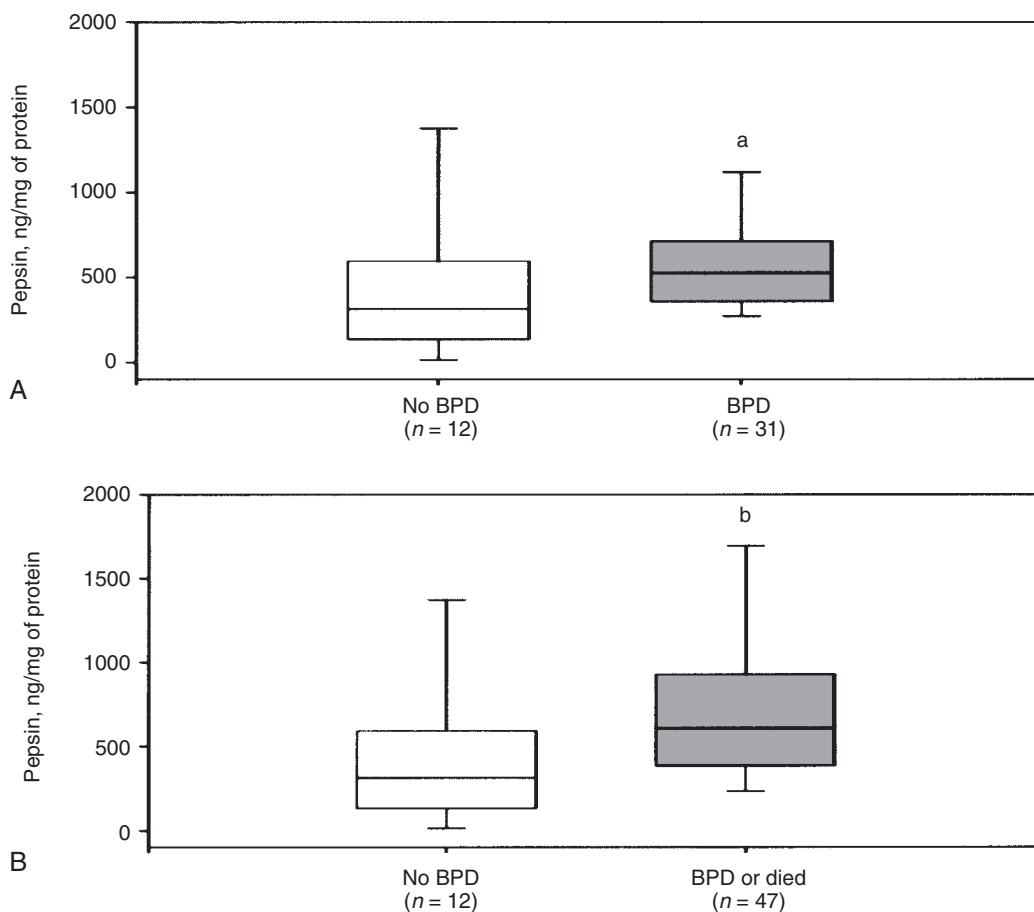 2000
1500
1000
500
0
Pepsin, ng/mg of protein
a
A
No BPD
(n = 12)
BPD
(n = 31)
2000
1500
1000
500
0
Pepsin, ng/mg of protein
b
B
No BPD
(n = 12)
BPD or died
(n = 47)